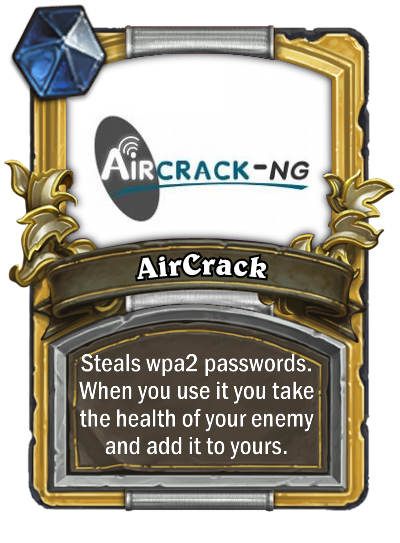 AIRCRACK-NG
AirCrack
Steals wpa2 passwords.
When you use it you take
the health of your enemy
and add it to yours.